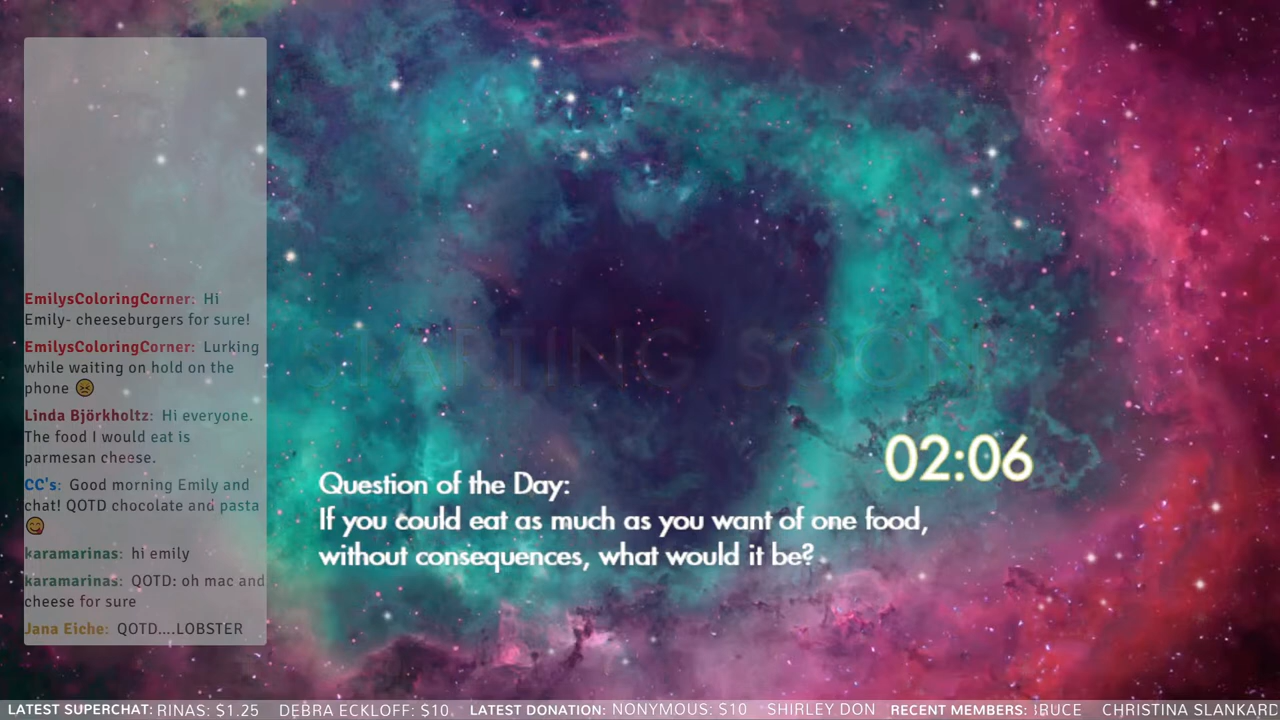 EmilysColoringCorner: Hi
Emily- cheeseburgers for sure!
EmilysColoringCorner: Lurking
while waiting on hold on the
phone
Linda Björkholtz: Hi everyone.
The food I would eat is
parmesan cheese.
CC's: Good morning Emily and
chat! QOTD chocolate and pasta
karamarinas: hi emily
karamarinas: QOTD: oh mac and
cheese for sure
Jana Eiche: QOTD....LOBSTER
STARTING SOON
02:06
Question of the Day:
If you could eat as much as you want of one food,
without consequences, what would it be?
LATEST SUPERCHAT: RINAS: $1.25 DEBRA ECKLOFF: $10. LATEST DONATION: NONYMOUS: $10 SHIRLEY DON RECENT MEMBERS: RUCE CHRISTINA SLANKARD